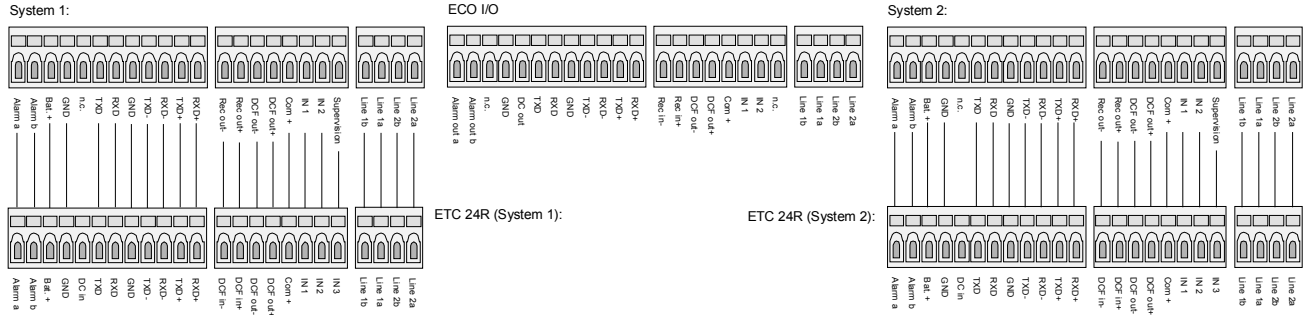 System 1:
ECO I/O
System 2:
Alarm a
Alarm b
Bat. +
GND
n.c.
TXD
RXD
GND
TXD-
RXD-
TXD+
RXD+
Rec out-
Rec out+
DCF out-
DCF out+
Com +
IN 1
IN 2
Supervision
Line 1b
Line 1a
Line 2b
Line 2a
Alarm out a
Alarm out b
n.c.
GND
DC out
TXD
RXD
GND
TXD-
RXD-
TXD+
RXD+
Rec in-
Rec in+
DCF out-
DCF out+
Com +
IN 1
IN 2
n.c.
Line 1b
Line 1a
Line 2b
Line 2a
Alarm a
Alarm b
Bat. +
GND
n.c.
TXD
RXD
GND
TXD-
RXD-
TXD+
RXD+
Rec out-
Rec out+
DCF out-
DCF out+
Com +
IN 1
IN 2
Supervision
Line 1b
Line 1a
Line 2b
Line 2a
ETC 24R (System 1):
ETC 24R (System 2):
Alarm a
Alarm b
Bat. +
GND
DC in
TXD
RXD
GND
TXD -
RXD-
TXD+
RXD+
DCF in-
DCF in+
DCF out-
DCF out+
Com +
IN 1
IN 2
IN 3
Line 1b
Line 1a
Line 2b
Line 2a
Alarm a
Alarm b
Bat. +
GND
DC in
TXD
RXD
GND
TXD-
RXD-
TXD+
RXD+
DCF in-
DCF in+
DCF out-
DCF out+
Com +
IN 1
IN 2
IN 3
Line 1b
Line 1a
Line 2b
Line 2a